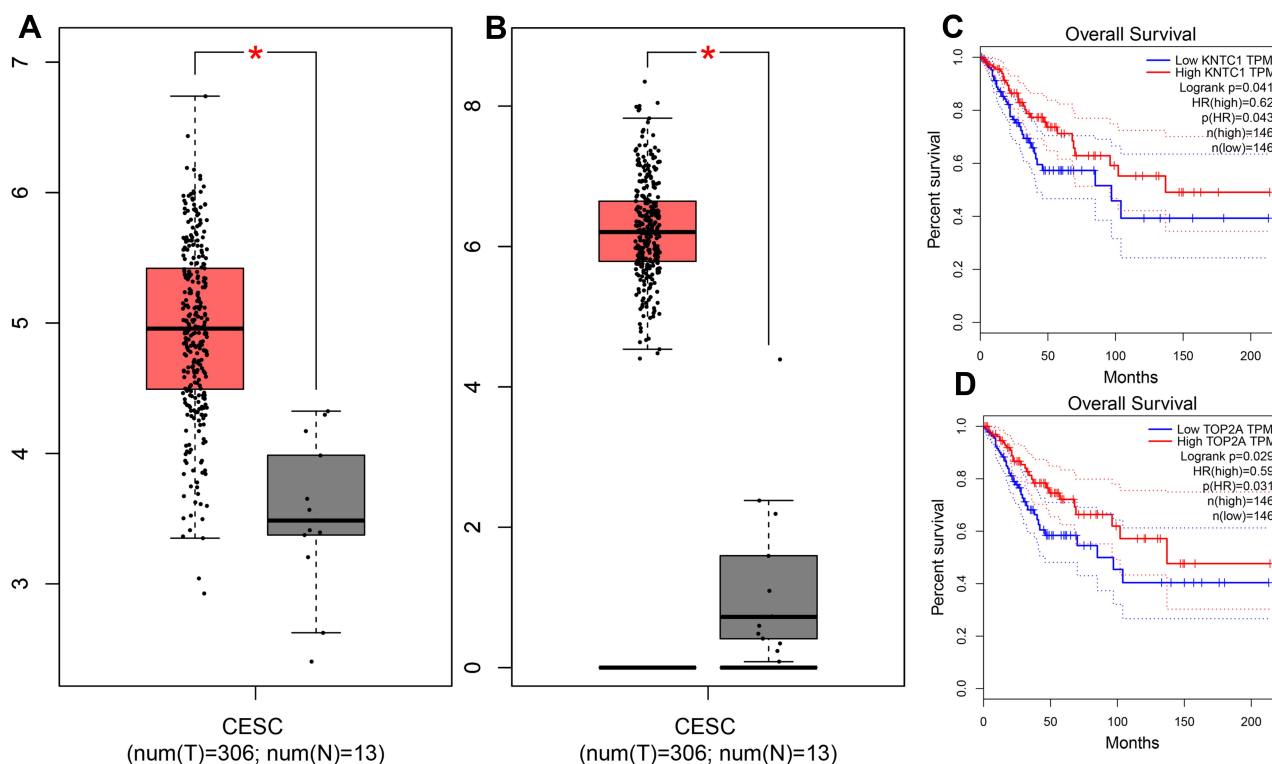 A
7
6
5
4
3
*
CESC
(num(T)=306; num(N)=13)
B
8
6
4
2
0
*
CESC
(num(T)=306; num(N)=13)
C
Overall Survival
Low KNTC1 TPM
High KNTC1 TPM
Logrank p=0.041
HR(high)=0.62
p(HR)=0.043
n(high)=146
n(low)=146
Percent survival
1.0
0.8
0.6
0.4
0.2
0.0
0 50 100 150 200
Months
D
Overall Survival
Low TOP2A TPM
High TOP2A TPM
Logrank p=0.029
HR(high)=0.59
p(HR)=0.031
n(high)=146
n(low)=146
Percent survival
1.0
0.8
0.6
0.4
0.2
0.0
0 50 100 150 200
Months